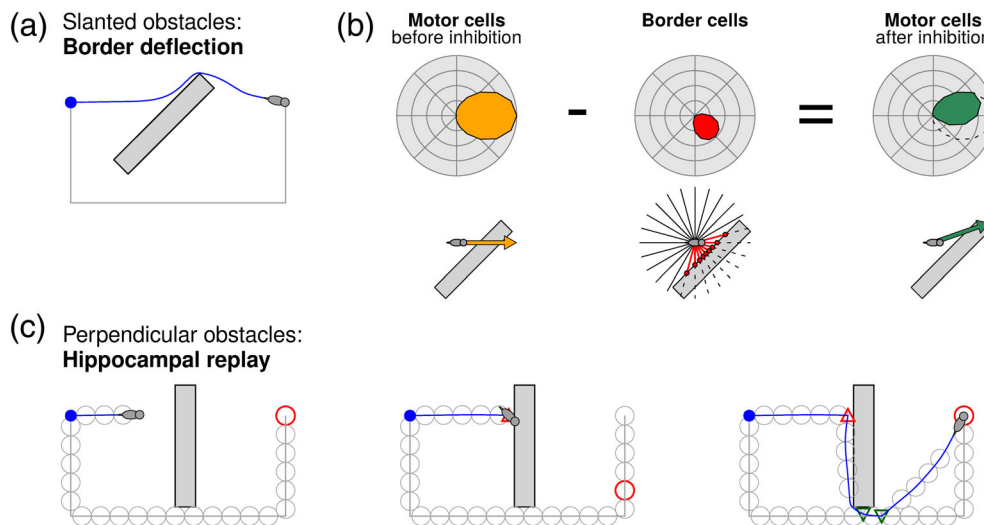 (a) Slanted obstacles:
Border deflection
(b) Motor cells
before inhibition
-
Border cells
=
Motor cells
after inhibition
(c) Perpendicular obstacles:
Hippocampal replay